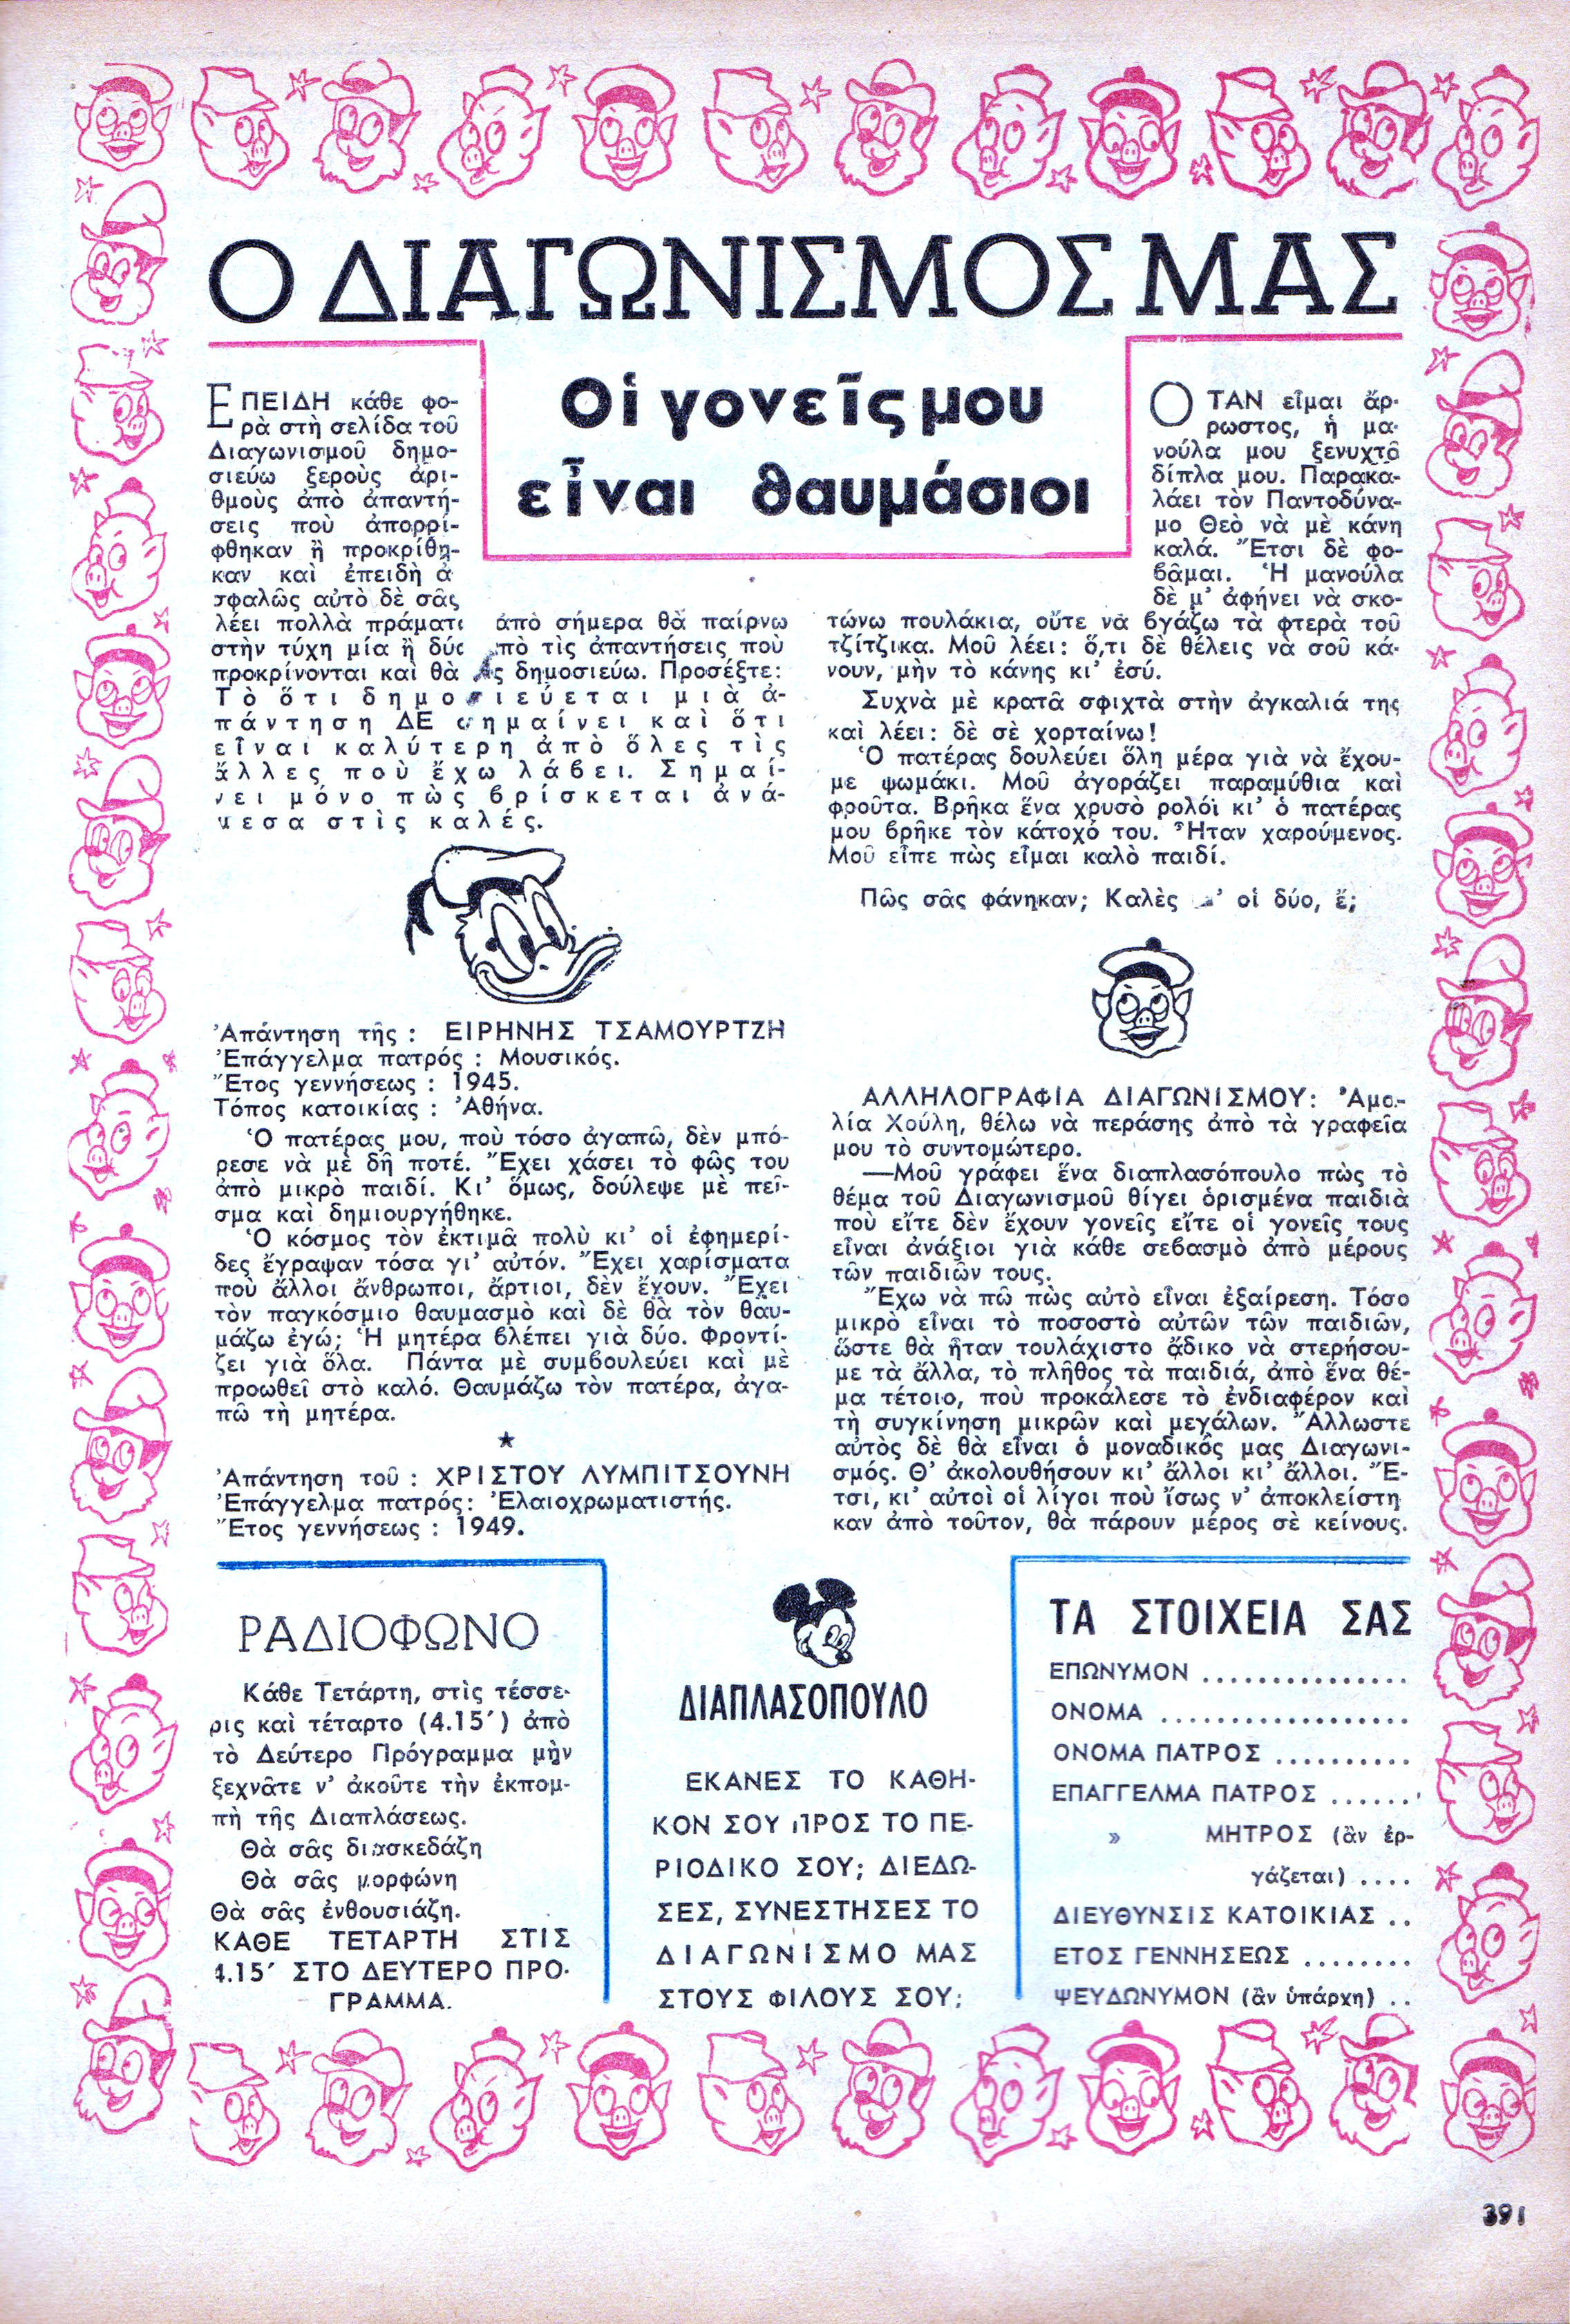 Ο ΔΙΑΓΩΝΙΣΜΟΣ ΜΑΣ
Οἱ γονεῖς μου
εἶναι θαυμάσιοι
ΕΠΕΙΔΗ κάθε φο-
ρὰ στὴ σελίδα τοῦ
Διαγωνισμοῦ δημο-
σιεύω ξεροὺς ἀρι-
θμοὺς ἀπὸ ἀπαντή-
σεις ποὺ ἀπορρί-
φθηκαν ἢ προκρίθη-
καν καὶ ἐπειδὴ ἀ
σφαλῶς αὐτὸ δὲ σᾶς
λέει πολλὰ πράματα ἀπὸ σήμερα θὰ παίρνω
στὴν τύχη μία ἢ δύο ἀπὸ τὶς ἀπαντήσεις ποὺ
προκρίνονται καὶ θὰ τὶς δημοσιεύω. Προσέξτε:
Τὸ ὅτι δημοσιεύεται μιὰ ἀ-
πάντηση ΔΕ σημαίνει καὶ ὅτι
εἶναι καλύτερη ἀπὸ ὅλες τὶς
ἄλλες ποὺ ἔχω λάβει. Σημαί-
νει μόνο πὼς βρίσκεται ἀνά-
μεσα στὶς καλές.
Ἀπάντηση τῆς : ΕΙΡΗΝΗΣ ΤΣΑΜΟΥΡΤΖΗ
Ἐπάγγελμα πατρός : Μουσικός.
Ἔτος γεννήσεως : 1945.
Τόπος κατοικίας : Ἀθήνα.
Ὁ πατέρας μου, ποὺ τόσο ἀγαπῶ, δὲν μπό-
ρεσε νὰ μὲ δῆ ποτέ. Ἔχει χάσει τὸ φῶς του
ἀπὸ μικρὸ παιδί. Κι' ὅμως, δούλεψε μὲ πεῖ-
σμα καὶ δημιουργήθηκε.
Ὁ κόσμος τὸν ἐκτιμᾶ πολὺ κι' οἱ ἐφημερί-
δες ἔγραψαν τόσα γι' αὐτόν. Ἔχει χαρίσματα
ποὺ ἄλλοι ἄνθρωποι, ἄρτιοι, δὲν ἔχουν. Ἔχει
τὸν παγκόσμιο θαυμασμὸ καὶ δὲ θὰ τὸν θαυ-
μάζω ἐγώ; Ἡ μητέρα βλέπει γιὰ δύο. Φροντί-
ζει γιὰ ὅλα. Πάντα μὲ συμβουλεύει καὶ μὲ
προωθεῖ στὸ καλό. Θαυμάζω τὸν πατέρα, ἀγα-
πῶ τὴ μητέρα.
★
Ἀπάντηση τοῦ : ΧΡΙΣΤΟΥ ΛΥΜΠΙΤΣΟΥΝΗ
Ἐπάγγελμα πατρός: Ἐλαιοχρωματιστής.
Ἔτος γεννήσεως : 1949.
ΟΤΑΝ εἶμαι ἄρ-
ρωστος, ἡ μα-
νούλα μου ξενυχτᾶ
δίπλα μου. Παρακα-
λάει τὸν Παντοδύνα-
μο Θεὸ νὰ μὲ κάνη
καλά. Ἔτσι δὲ φο-
βᾶμαι. Ἡ μανούλα
δὲ μ' ἀφήνει νὰ σκο-
τώνω πουλάκια, οὔτε νὰ βγάζω τὰ φτερὰ τοῦ
τζίτζικα. Μοῦ λέει: ὅ,τι δὲ θέλεις νὰ σοῦ κά-
νουν, μὴν τὸ κάνης κι' ἐσύ.
Συχνὰ μὲ κρατᾶ σφιχτὰ στὴν ἀγκαλιά της
καὶ λέει: δὲ σὲ χορταίνω!
Ὁ πατέρας δουλεύει ὅλη μέρα γιὰ νὰ ἔχου-
με ψωμάκι. Μοῦ ἀγοράζει παραμύθια καὶ
φροῦτα. Βρῆκα ἕνα χρυσὸ ρολόϊ κι' ὁ πατέρας
μου βρῆκε τὸν κάτοχό του. Ἦταν χαρούμενος.
Μοῦ εἶπε πὼς εἶμαι καλὸ παιδί.
Πῶς σᾶς φάνηκαν; Καλὲς οἱ δύο, ἔ;
ΑΛΛΗΛΟΓΡΑΦΙΑ ΔΙΑΓΩΝΙΣΜΟΥ: Ἀμα-
λία Χούλη, θέλω νὰ περάσης ἀπὸ τὰ γραφεῖα
μου τὸ συντομώτερο.
—Μοῦ γράφει ἕνα διαπλασόπουλο πὼς τὸ
θέμα τοῦ Διαγωνισμοῦ θίγει ὁρισμένα παιδιὰ
ποὺ εἴτε δὲν ἔχουν γονεῖς εἴτε οἱ γονεῖς τους
εἶναι ἀνάξιοι γιὰ κάθε σεβασμὸ ἀπὸ μέρους
τῶν παιδιῶν τους.
Ἔχω νὰ πῶ πὼς αὐτὸ εἶναι ἐξαίρεση. Τόσο
μικρὸ εἶναι τὸ ποσοστὸ αὐτῶν τῶν παιδιῶν,
ὥστε θὰ ἦταν τουλάχιστο ἄδικο νὰ στερήσου-
με τὰ ἄλλα, τὸ πλῆθος τὰ παιδιά, ἀπὸ ἕνα θέ-
μα τέτοιο, ποὺ προκάλεσε τὸ ἐνδιαφέρον καὶ
τὴ συγκίνηση μικρῶν καὶ μεγάλων. Ἄλλωστε
αὐτὸς δὲ θὰ εἶναι ὁ μοναδικός μας Διαγωνι-
σμός. Θ' ἀκολουθήσουν κι' ἄλλοι κι' ἄλλοι. Ἔ-
τσι, κι' αὐτοὶ οἱ λίγοι ποὺ ἴσως ν' ἀποκλείστη
καν ἀπὸ τοῦτον, θὰ πάρουν μέρος σὲ κείνους.
ΡΑΔΙΟΦΩΝΟ
Κάθε Τετάρτη, στὶς τέσσε-
ρις καὶ τέταρτο (4.15′) ἀπὸ
τὸ Δεύτερο Πρόγραμμα μὴν
ξεχνᾶτε ν' ἀκοῦτε τὴν ἐκπομ-
πὴ τῆς Διαπλάσεως.
Θὰ σᾶς διασκεδάζη
Θὰ σᾶς μορφώνη
Θὰ σᾶς ἐνθουσιάζη.
ΚΑΘΕ ΤΕΤΑΡΤΗ ΣΤΙΣ
4.15′ ΣΤΟ ΔΕΥΤΕΡΟ ΠΡΟ-
ΓΡΑΜΜΑ.
ΔΙΑΠΛΑΣΟΠΟΥΛΟ
ΕΚΑΝΕΣ ΤΟ ΚΑΘΗ-
ΚΟΝ ΣΟΥ ΠΡΟΣ ΤΟ ΠΕ-
ΡΙΟΔΙΚΟ ΣΟΥ; ΔΙΕΔΩ-
ΣΕΣ, ΣΥΝΕΣΤΗΣΕΣ ΤΟ
ΔΙΑΓΩΝΙΣΜΟ ΜΑΣ
ΣΤΟΥΣ ΦΙΛΟΥΣ ΣΟΥ;
ΤΑ ΣΤΟΙΧΕΙΑ ΣΑΣ
ΕΠΩΝΥΜΟΝ ...............
ΟΝΟΜΑ ..................
ΟΝΟΜΑ ΠΑΤΡΟΣ ..........
ΕΠΑΓΓΕΛΜΑ ΠΑΤΡΟΣ ......
» ΜΗΤΡΟΣ (ἂν ἐρ-
γάζεται) ....
ΔΙΕΥΘΥΝΣΙΣ ΚΑΤΟΙΚΙΑΣ ..
ΕΤΟΣ ΓΕΝΝΗΣΕΩΣ ........
ΨΕΥΔΩΝΥΜΟΝ (ἂν ὑπάρχη) ..
391